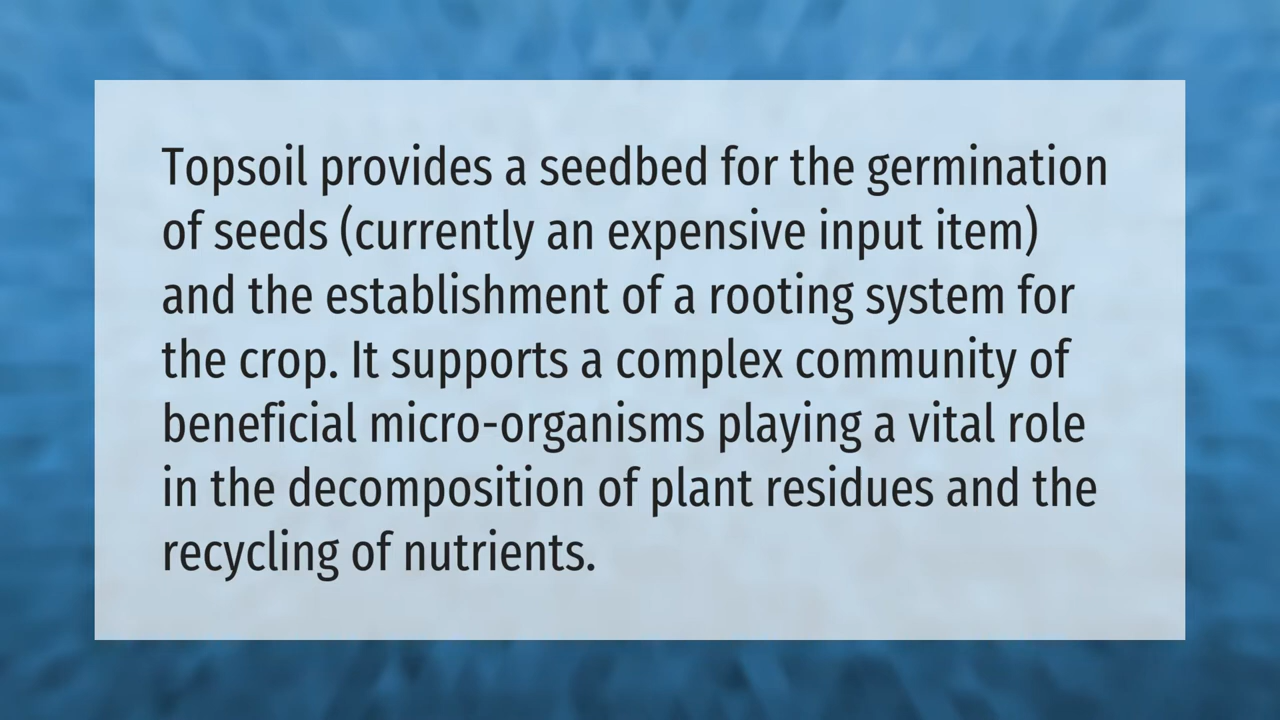 Topsoil provides a seedbed for the germination
of seeds (currently an expensive input item)
and the establishment of a rooting system for
the crop. It supports a complex community of
beneficial micro-organisms playing a vital role
in the decomposition of plant residues and the
recycling of nutrients.